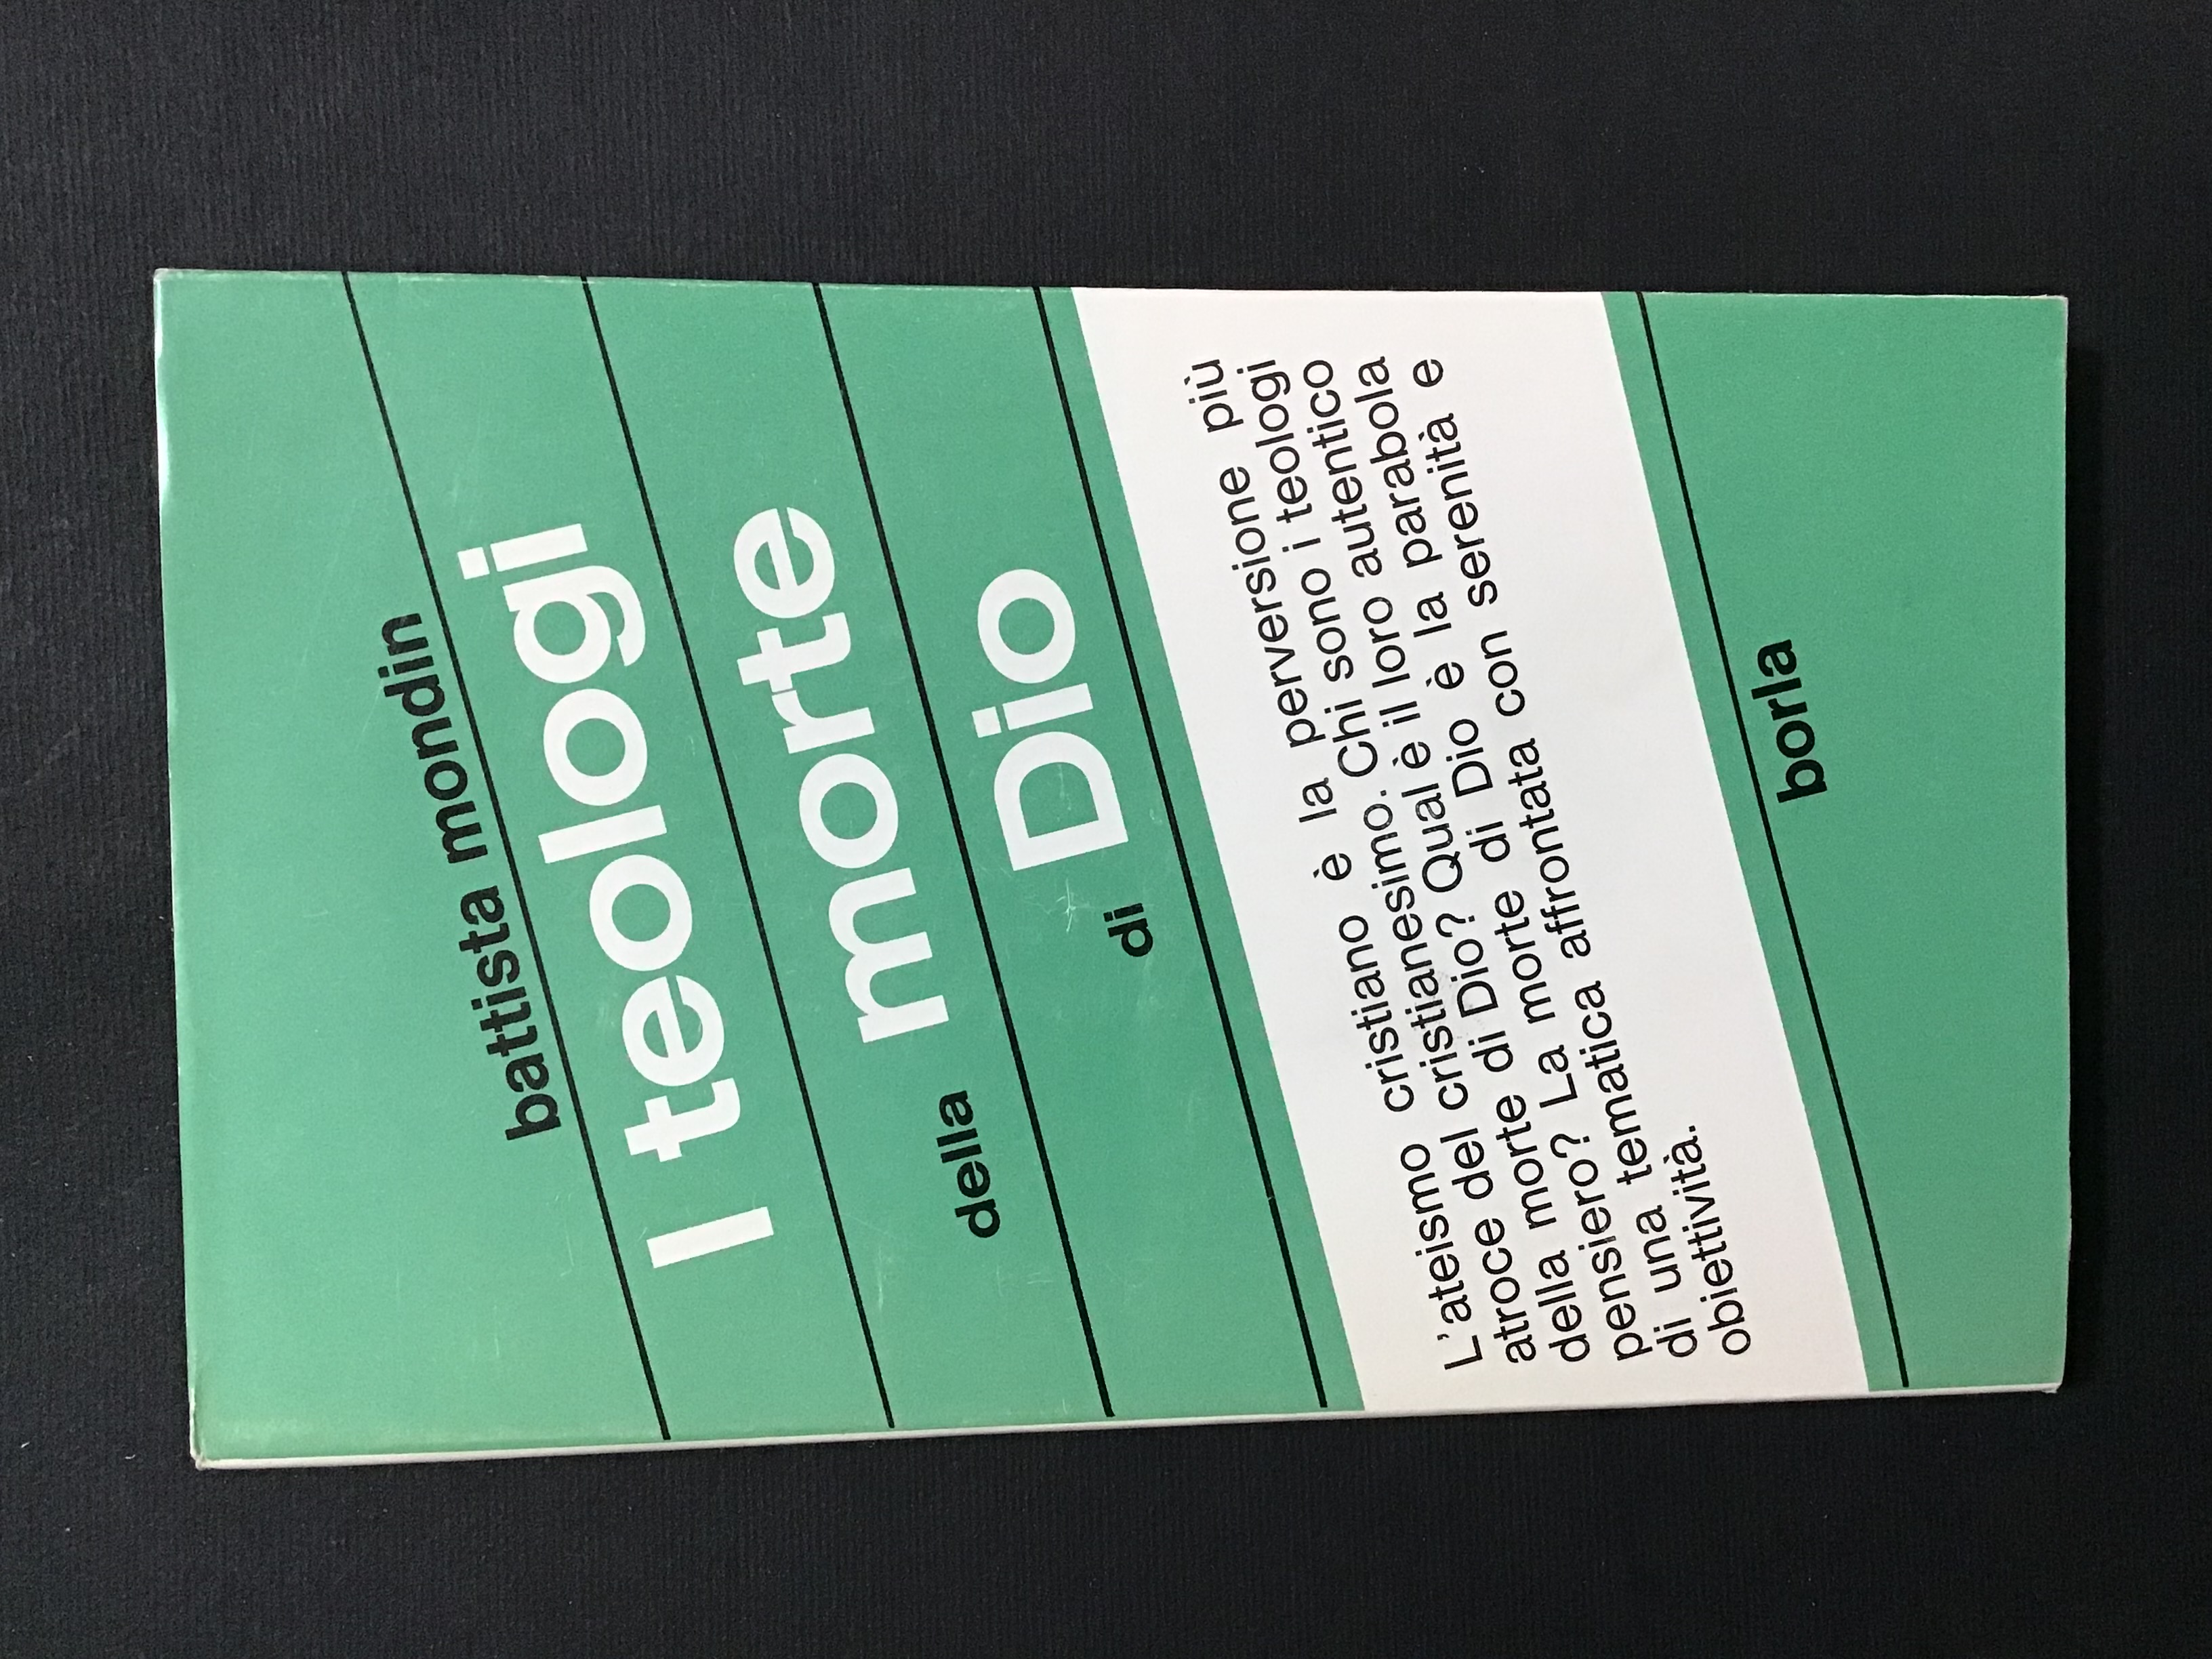 battista mondin
I teologi
della morte
di Dio
L'ateismo cristiano è la perversione più
atroce del cristianesimo. Chi sono i teologi
della morte di Dio? Qual è il loro autentico
pensiero? La morte di Dio è la parabola
di una tematica affrontata con serenità e
obiettività.
borla